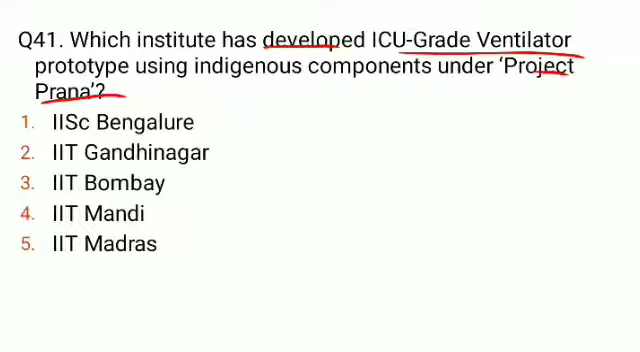 Q41. Which institute has developed ICU-Grade Ventilator
prototype using indigenous components under ‘Project
Prana’?
1. IISc Bengalure
2. IIT Gandhinagar
3. IIT Bombay
4. IIT Mandi
5. IIT Madras